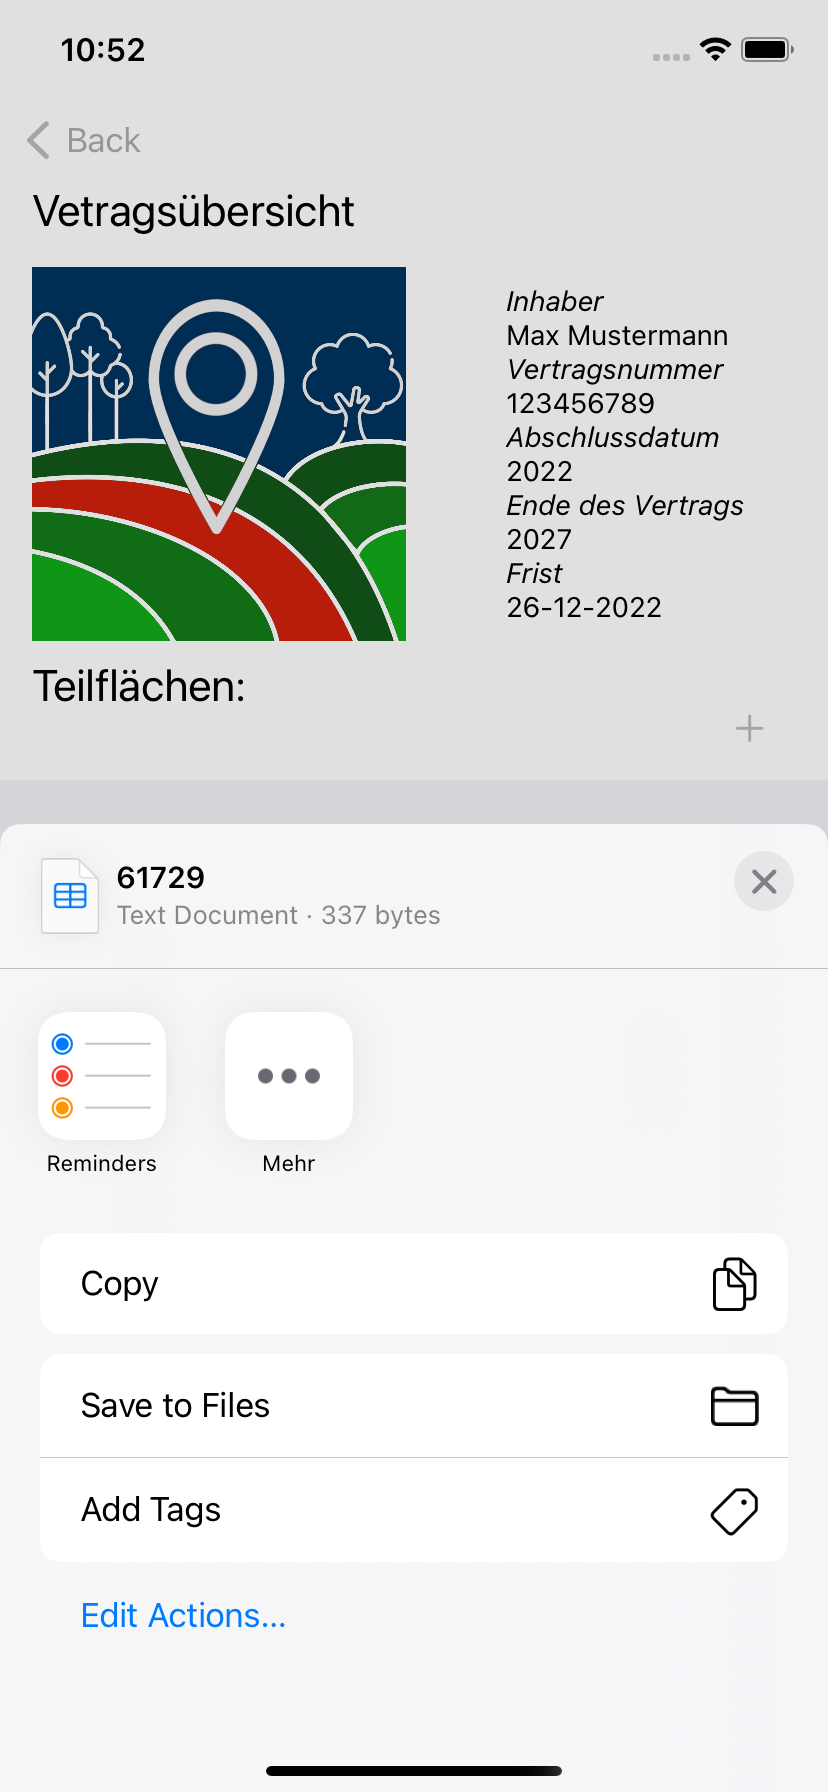 10:52
Back
Vetragsübersicht
Inhaber
Max Mustermann
Vertragsnummer
123456789
Abschlussdatum
2022
Ende des Vertrags
2027
Frist
26-12-2022
Teilflächen:
61729
Text Document · 337 bytes
Reminders
Mehr
Copy
Save to Files
Add Tags
Edit Actions...